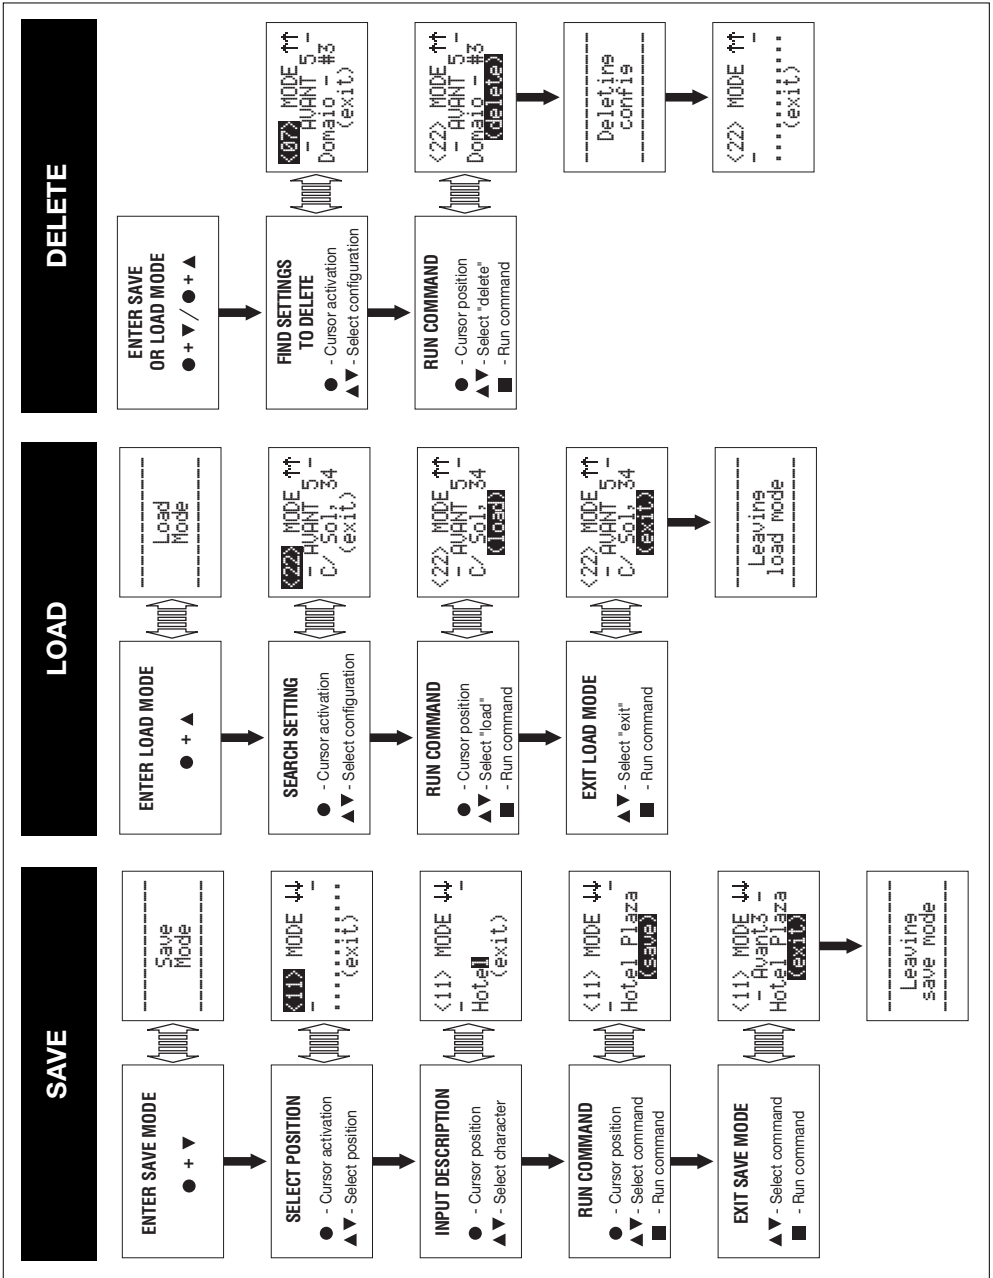 SAVE
ENTER SAVE MODE
● + ▼
Save
Mode
SELECT POSITION
● - Cursor activation
▲▼ - Select position
<11> MODE ↓↓
- -
................
(exit)
INPUT DESCRIPTION
● - Cursor position
▲▼ - Select character
<11> MODE ↓↓
- -
Hotel
(exit)
RUN COMMAND
● - Cursor position
▲▼ - Select command
■ - Run command
<11> MODE ↓↓
- -
Hotel Plaza
(save)
EXIT SAVE MODE
▲▼ - Select command
■ - Run command
<11> MODE ↓↓
- Avant3 -
Hotel Plaza
(exit)
Leaving
save mode
LOAD
ENTER LOAD MODE
● + ▲
Load
Mode
SEARCH SETTING
● - Cursor activation
▲▼ - Select configuration
<22> MODE ↑↑
- AVANT 5 -
C/ Sol, 34
(exit)
RUN COMMAND
● - Cursor position
▲▼ - Select "load"
■ - Run command
<22> MODE ↑↑
- AVANT 5 -
C/ Sol, 34
(load)
EXIT LOAD MODE
▲▼ - Select "exit"
■ - Run command
<22> MODE ↑↑
- AVANT 5 -
C/ Sol, 34
(exit)
Leaving
load mode
DELETE
ENTER SAVE
OR LOAD MODE
● + ▼ / ● + ▲
FIND SETTINGS
TO DELETE
● - Cursor activation
▲▼ - Select configuration
<07> MODE ↑↑
- AVANT 5 -
Domaio - #3
(exit)
RUN COMMAND
● - Cursor position
▲▼ - Select "delete"
■ - Run command
<22> MODE ↑↑
- AVANT 5 -
Domaio - #3
(delete)
Deleting
config
<22> MODE ↑↑
- -
................
(exit)